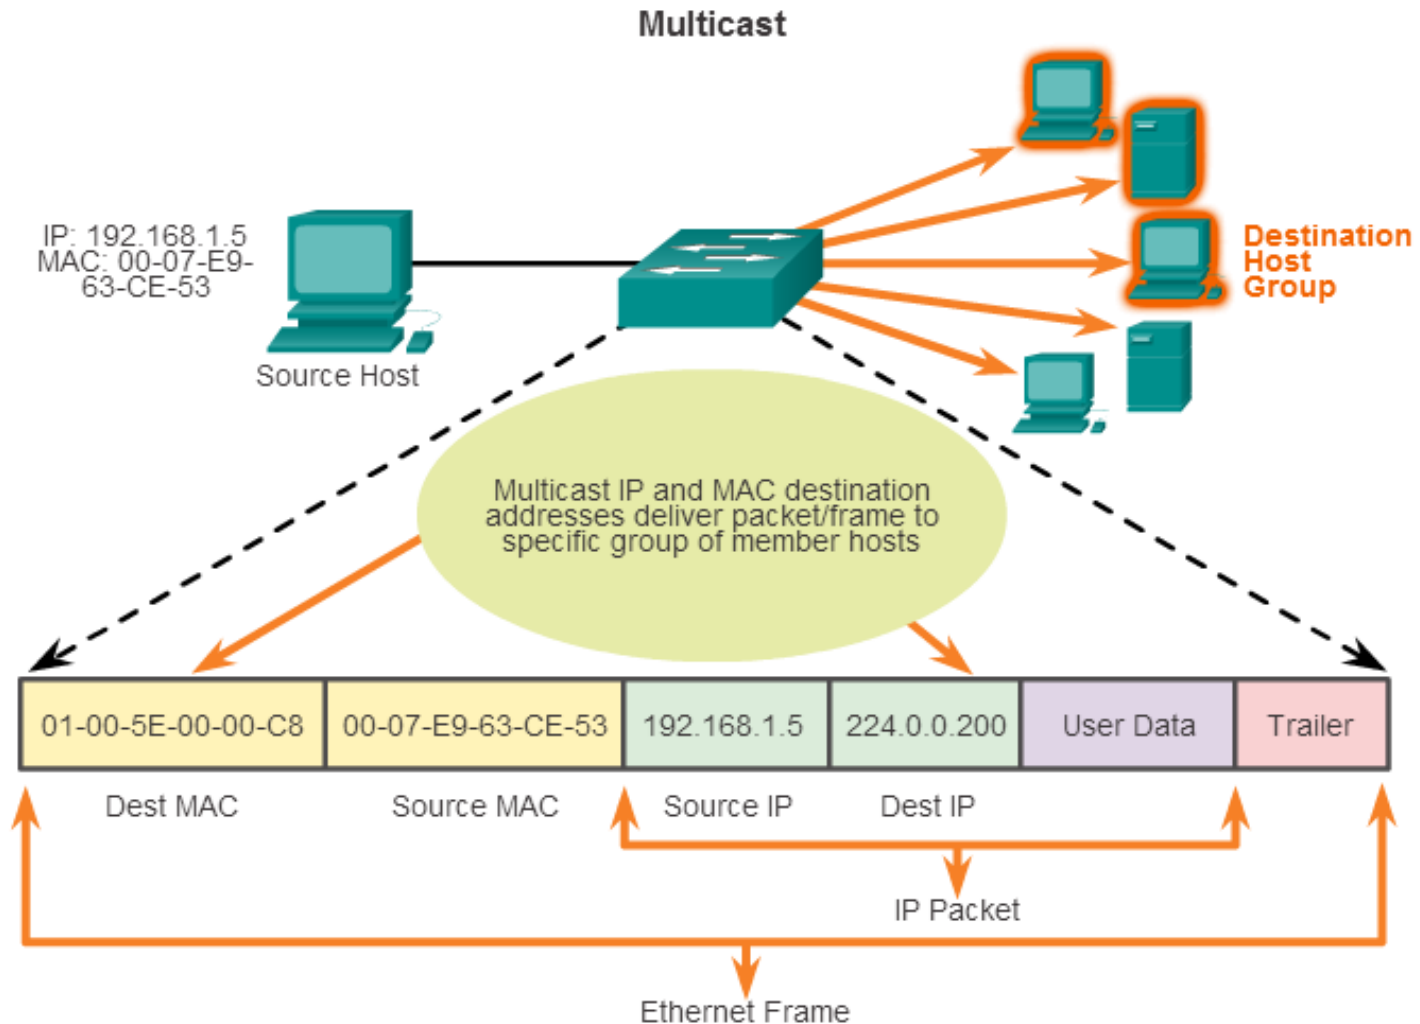 Multicast
IP: 192.168.1.5
MAC: 00-07-E9-
63-CE-53
Source Host
Destination
Host
Group
Multicast IP and MAC destination
addresses deliver packet/frame to
specific group of member hosts
01-00-5E-00-00-C8 00-07-E9-63-CE-53 192.168.1.5 224.0.0.200 User Data Trailer
Dest MAC Source MAC Source IP Dest IP
IP Packet
Ethernet Frame